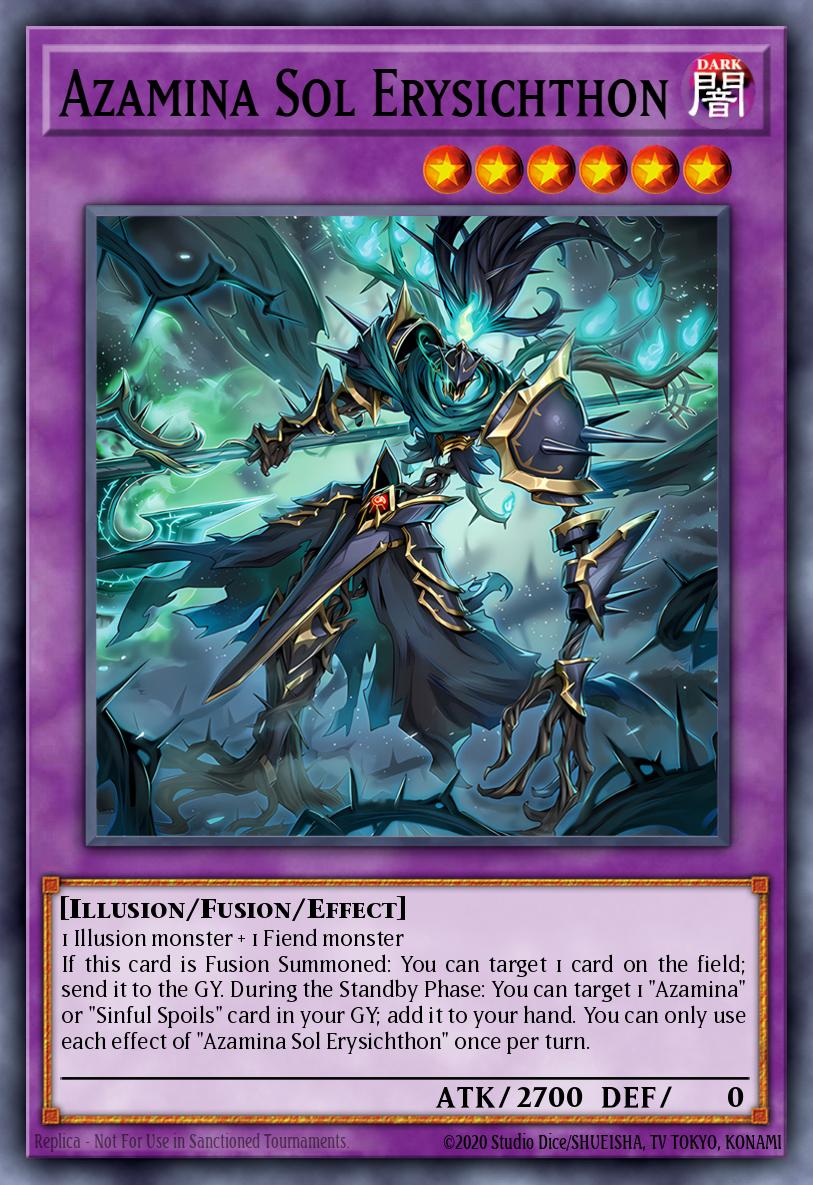 Azamina Sol Erysichthon
DARK
闇
[Illusion/Fusion/Effect]
1 Illusion monster + 1 Fiend monster
If this card is Fusion Summoned: You can target 1 card on the field;
send it to the GY. During the Standby Phase: You can target 1 "Azamina"
or "Sinful Spoils" card in your GY; add it to your hand. You can only use
each effect of "Azamina Sol Erysichthon" once per turn.
ATK/2700 DEF/ 0
Replica - Not For Use in Sanctioned Tournaments. ©2020 Studio Dice/SHUEISHA, TV TOKYO, KONAMI